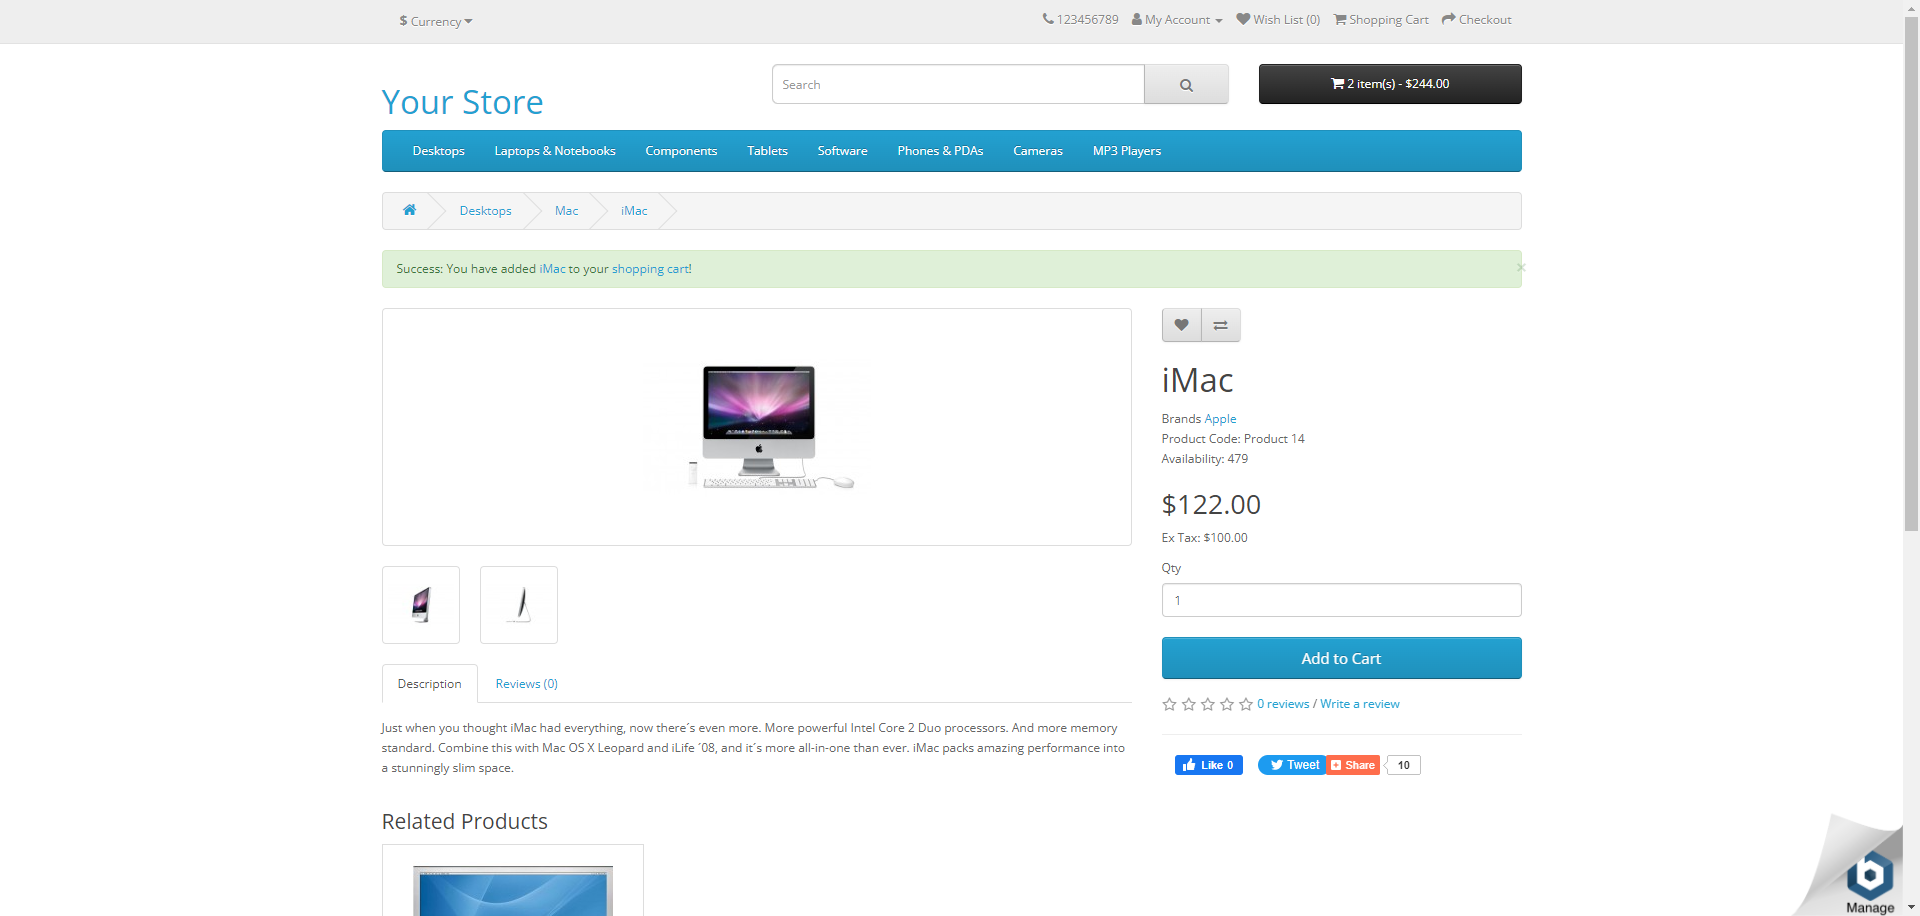 $ Currency
123456789 My Account Wish List (0) Shopping Cart Checkout
Your Store
Search
2 item(s) - $244.00
Desktops Laptops & Notebooks Components Tablets Software Phones & PDAs Cameras MP3 Players
Desktops Mac iMac
Success: You have added iMac to your shopping cart!
×
iMac
Brands Apple
Product Code: Product 14
Availability: 479
$122.00
Ex Tax: $100.00
Qty
1
Add to Cart
0 reviews / Write a review
Like 0 Tweet Share 10
Description Reviews (0)
Just when you thought iMac had everything, now there´s even more. More powerful Intel Core 2 Duo processors. And more memory
standard. Combine this with Mac OS X Leopard and iLife ´08, and it´s more all-in-one than ever. iMac packs amazing performance into
a stunningly slim space.
Related Products
b
Manage